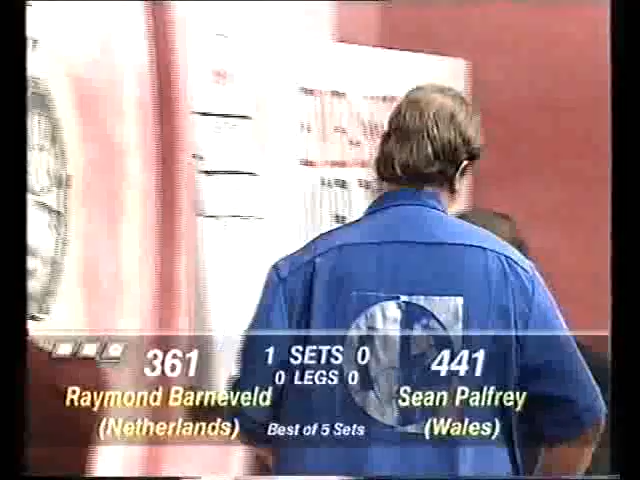 361 1 SETS 0 441
0 LEGS 0
Raymond Barneveld Sean Palfrey
(Netherlands) Best of 5 Sets (Wales)